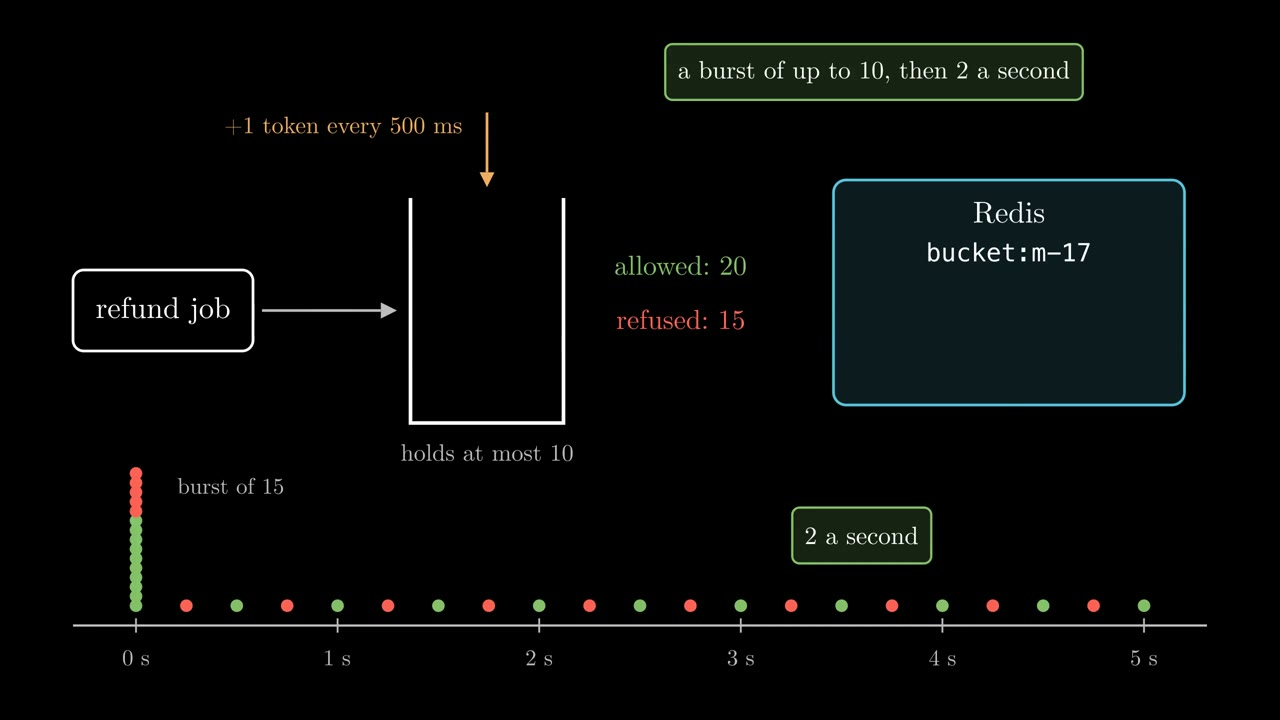 a burst of up to 10, then 2 a second
+1 token every 500 ms
Redis
bucket:m-17
allowed: 20
refund job
refused: 15
holds at most 10
burst of 15
2 a second
0 s
1 s
2 s
3 s
4 s
5 s